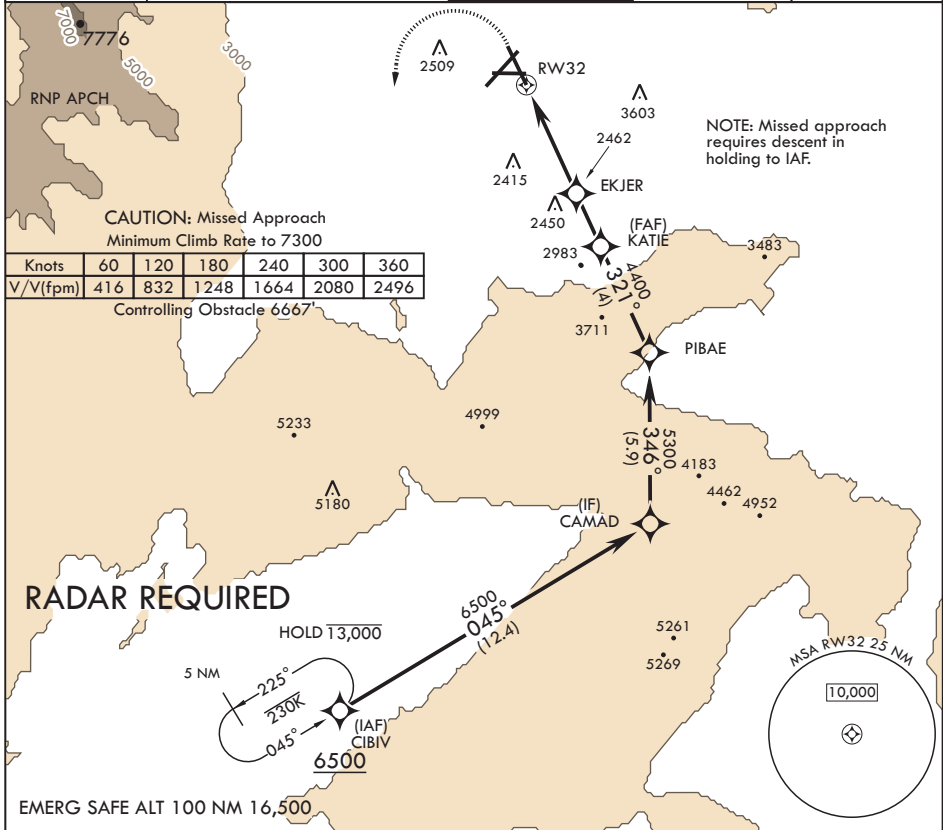 7000
7776
5000
3000
RNP APCH
2509
RW32
3603
2462
NOTE: Missed approach
requires descent in
holding to IAF.
2415
EKJER
2450
(FAF)
KATIE
2983
3483
CAUTION: Missed Approach
Minimum Climb Rate to 7300
Knots 60 120 180 240 300 360
V/V(fpm) 416 832 1248 1664 2080 2496
Controlling Obstacle 6667'
4400
321°
(4)
3711
PIBAE
5233
4999
5300
346°
(5.9)
4183
4462
4952
5180
(IF)
CAMAD
RADAR REQUIRED
6500
045°
(12.4)
HOLD 13,000
5261
5269
5 NM
225°
230K
045°
(IAF)
CIBIV
6500
MSA RW32 25 NM
10,000
EMERG SAFE ALT 100 NM 16,500